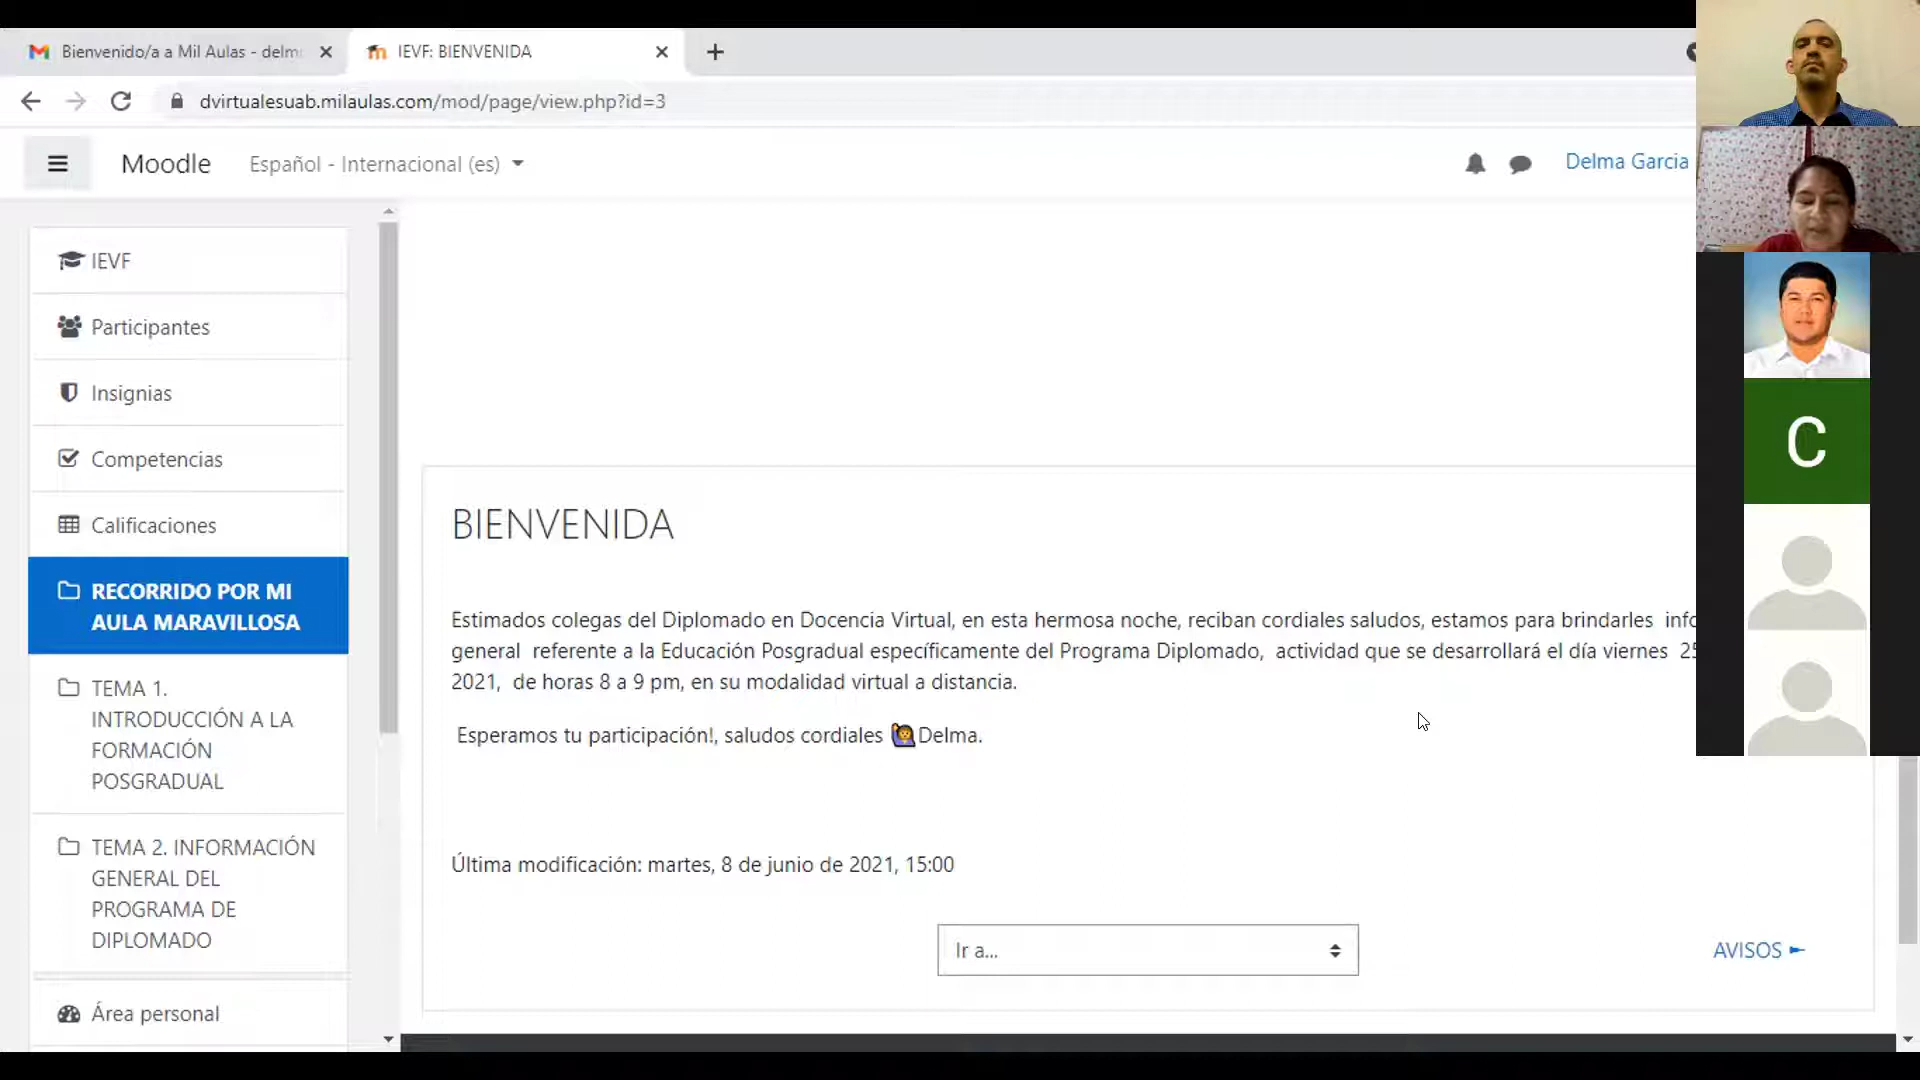 Bienvenido/a a Mil Aulas - delm
IEVF: BIENVENIDA
dvirtualesuab.milaulas.com/mod/page/view.php?id=3
Moodle
Español - Internacional (es)
Delma Garcia
IEVF
Participantes
Insignias
Competencias
Calificaciones
RECORRIDO POR MI
AULA MARAVILLOSA
TEMA 1.
INTRODUCCIÓN A LA
FORMACIÓN
POSGRADUAL
TEMA 2. INFORMACIÓN
GENERAL DEL
PROGRAMA DE
DIPLOMADO
Área personal
BIENVENIDA
Estimados colegas del Diplomado en Docencia Virtual, en esta hermosa noche, reciban cordiales saludos, estamos para brindarles
general referente a la Educación Posgradual específicamente del Programa Diplomado, actividad que se desarrollará el día viernes 25
2021, de horas 8 a 9 pm, en su modalidad virtual a distancia.
Esperamos tu participación!, saludos cordiales 🙋Delma.
Última modificación: martes, 8 de junio de 2021, 15:00
Ir a...
AVISOS ►
C